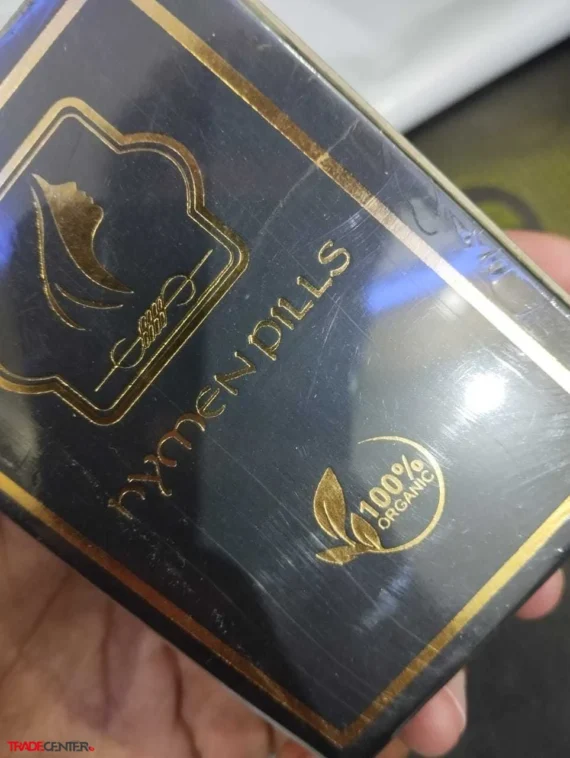 HYMEN PILLS
100%
ORGANIC
TRADECENTER